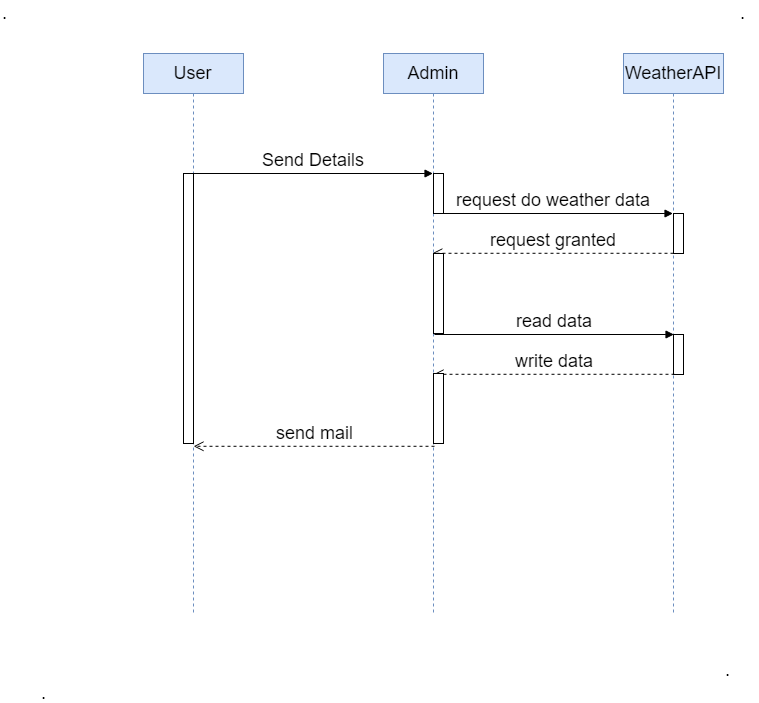 User
Admin
WeatherAPI
Send Details
request do weather data
request granted
read data
write data
send mail